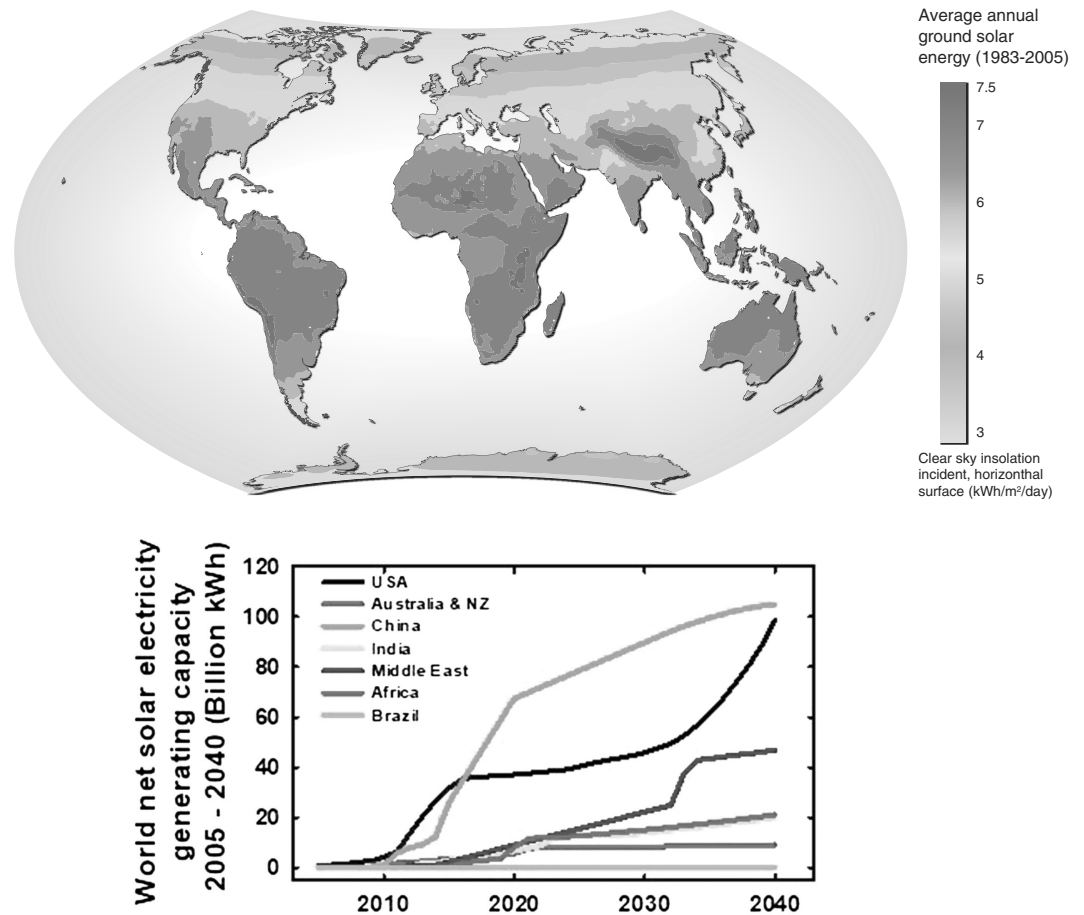 Average annual
ground solar
energy (1983-2005)
7.5
7
6
5
4
3
Clear sky insolation
incident, horizonthal
surface (kWh/m²/day)
World net solar electricity
generating capacity
2005 - 2040 (Billion kWh)
120
100
80
60
40
20
0
USA
Australia & NZ
China
India
Middle East
Africa
Brazil
2010
2020
2030
2040